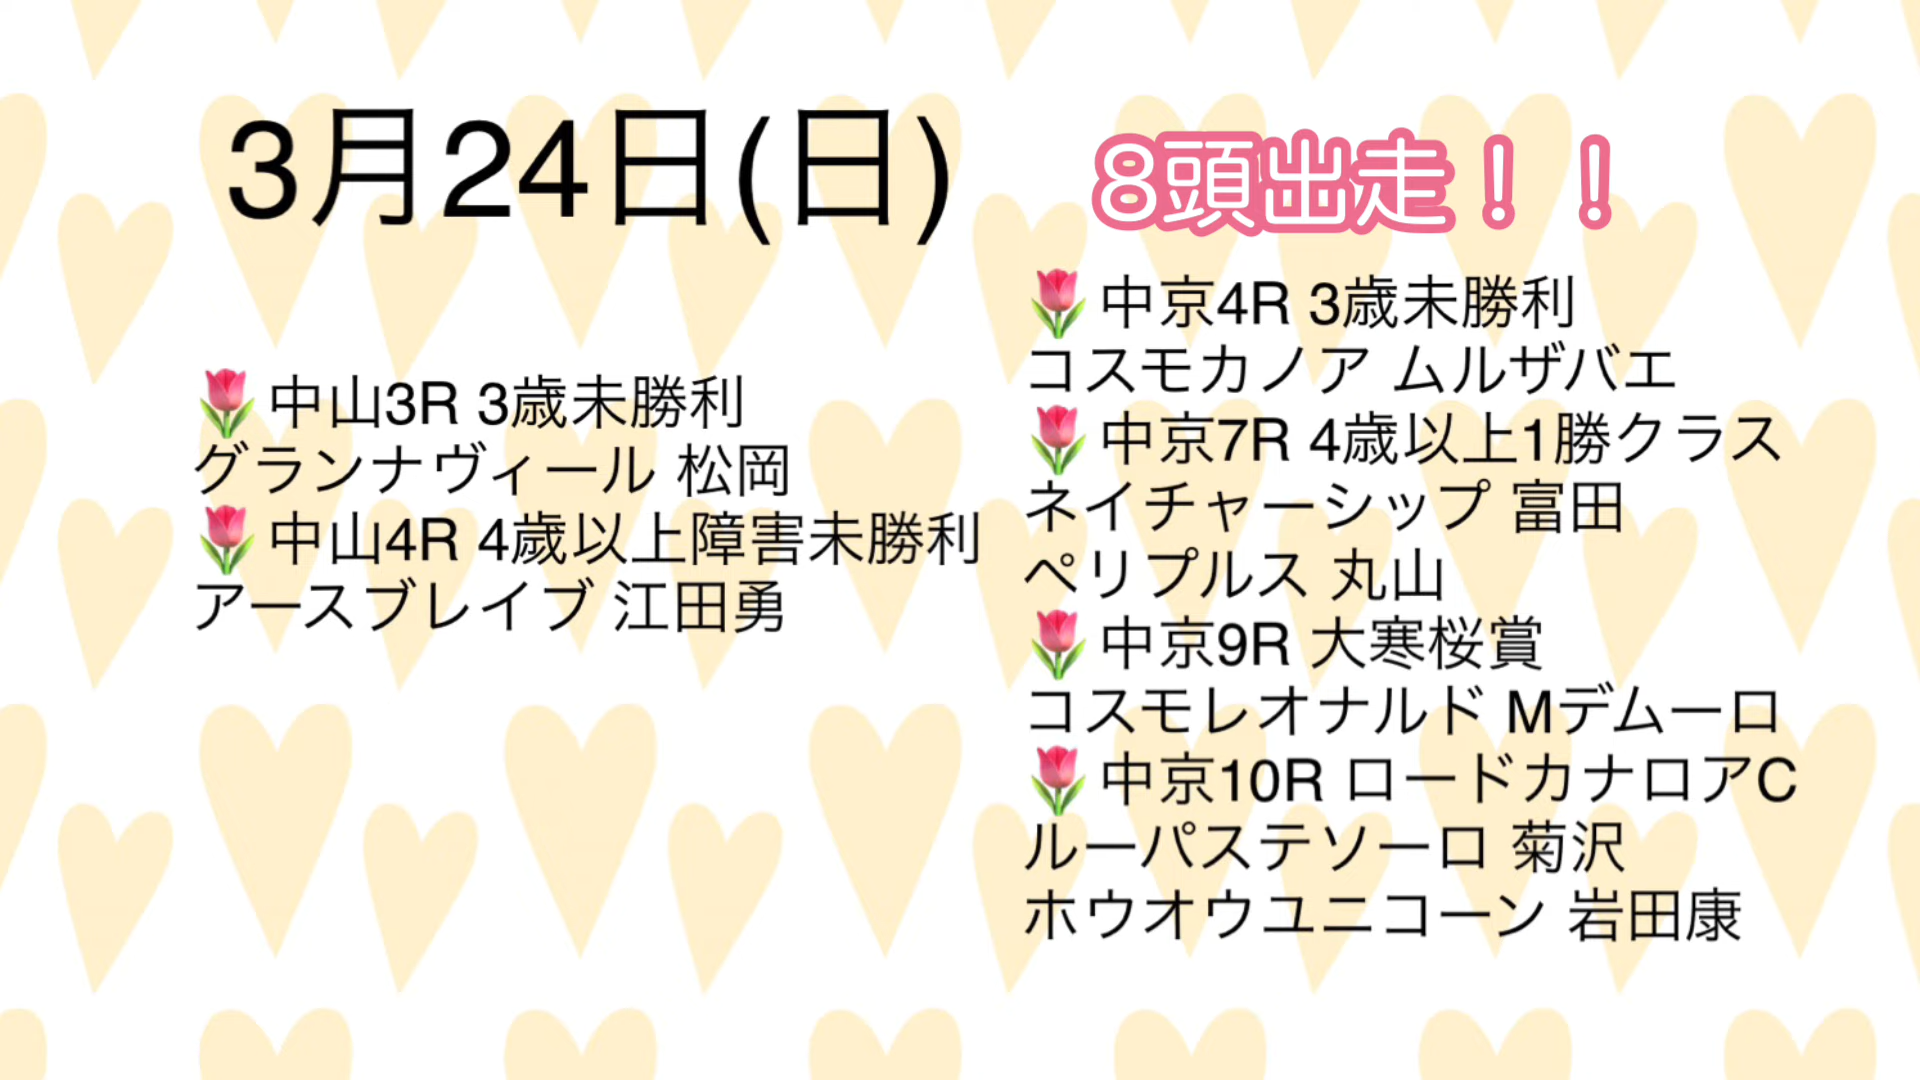 3月24日(日)
8頭出走！！
🌷中山3R 3歳未勝利
グランナヴィール 松岡
🌷中山4R 4歳以上障害未勝利
アースブレイブ 江田勇
🌷中京4R 3歳未勝利
コスモカノア ムルザバエ
🌷中京7R 4歳以上1勝クラス
ネイチャーシップ 富田
ペリプルス 丸山
🌷中京9R 大寒桜賞
コスモレオナルド Mデムーロ
🌷中京10R ロードカナロアC
ルーパステソーロ 菊沢
ホウオウユニコーン 岩田康